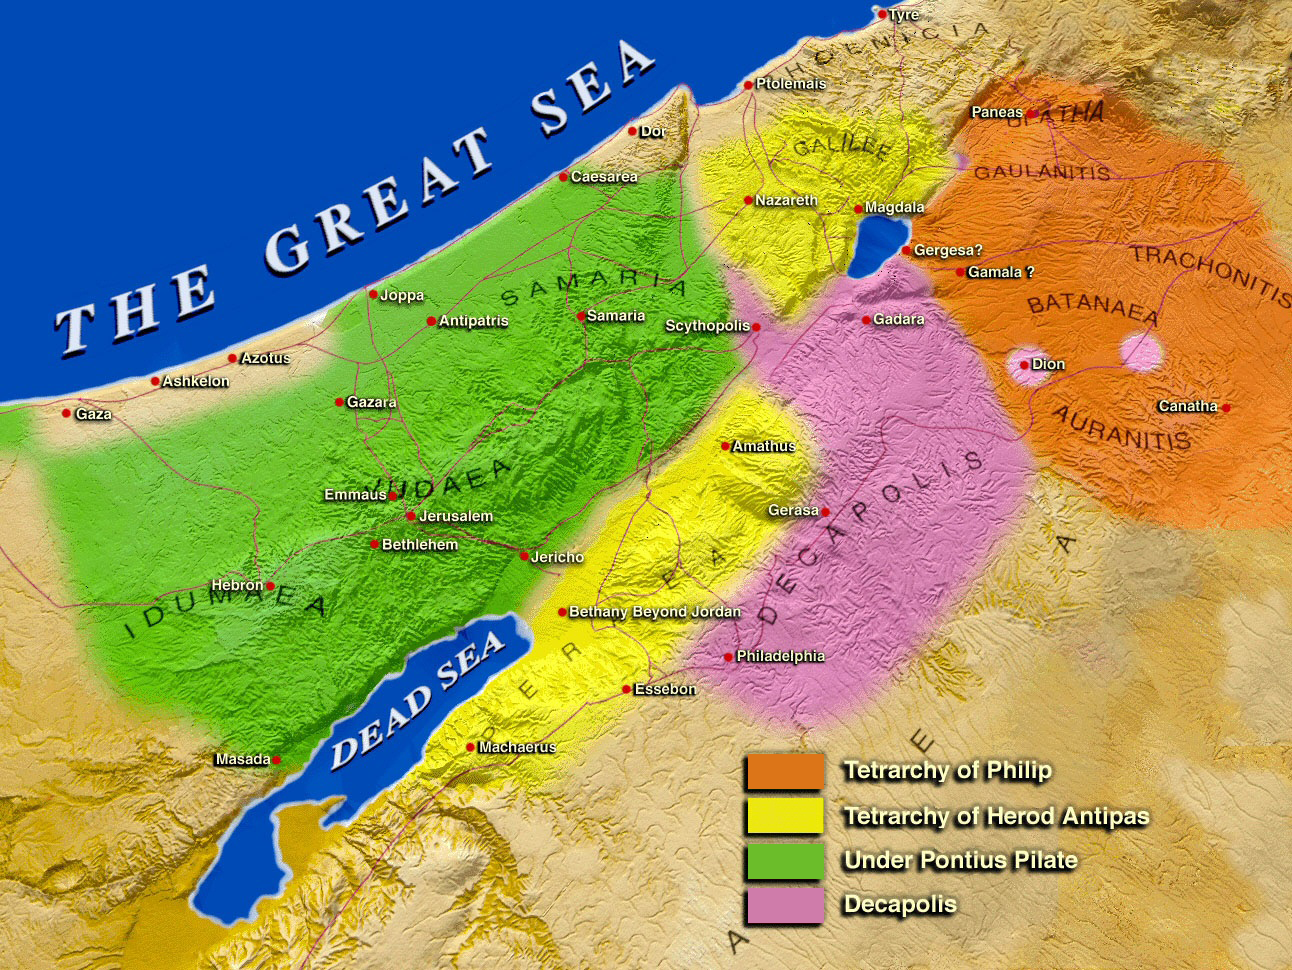 Tyre
PHOENICIA
Ptolemais
THE GREAT SEA
Dor
Paneas
ULATHA
GALILEE
GAULANITIS
Caesarea
Nazareth
Magdala
Gergesa?
Gamala ?
TRACHONITIS
BATANAEA
Joppa
SAMARIA
Antipatris
Samaria
Scythopolis
Gadara
Azotus
Dion
Ashkelon
Gazara
Canatha
Gaza
AURANITIS
Amathus
JUDAEA
Emmaus
Jerusalem
Gerasa
DECAPOLIS
Bethlehem
Jericho
Hebron
IDUMAEA
PEREA
Bethany Beyond Jordan
DEAD SEA
Philadelphia
Essebon
Machaerus
Masada
Tetrarchy of Philip
Tetrarchy of Herod Antipas
Under Pontius Pilate
Decapolis